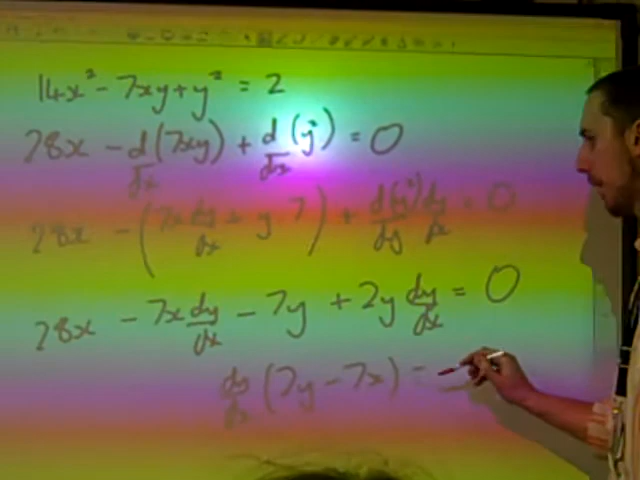 14x² - 7xy + y² = 2
28x - d/dx (7xy) + d/dx (y²) = 0
28x - (7x dy/dx + y 7) + d(y²)/dy dy/dx = 0
28x - 7x dy/dx - 7y + 2y dy/dx = 0
dy/dx (2y - 7x) =